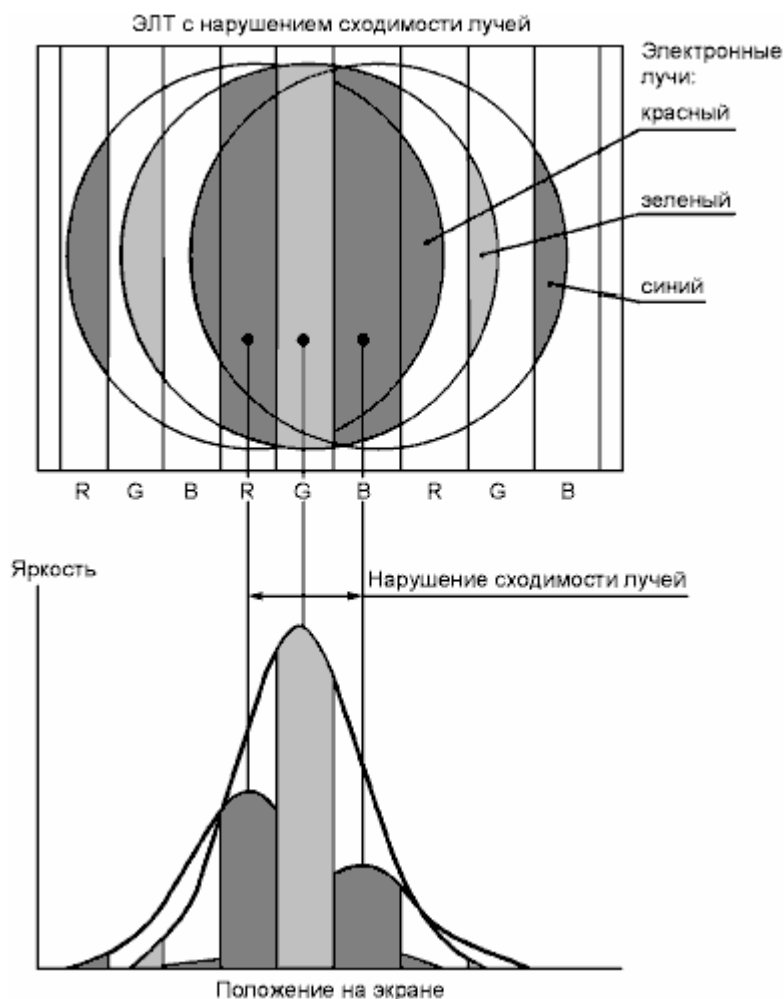 ЭЛТ с нарушением сходимости лучей
Электронные
лучи:
красный
зеленый
синий
R G B R G B R G B
Яркость
Нарушение сходимости лучей
Положение на экране